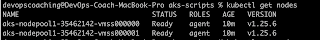 devopscoaching@DevOps-Coach-MacBook-Pro aks-scripts % kubectl get nodes
NAME STATUS ROLES AGE VERSION
aks-nodepool1-35462142-vmss000000 Ready agent 10m v1.25.6
aks-nodepool1-35462142-vmss000001 Ready agent 10m v1.25.6